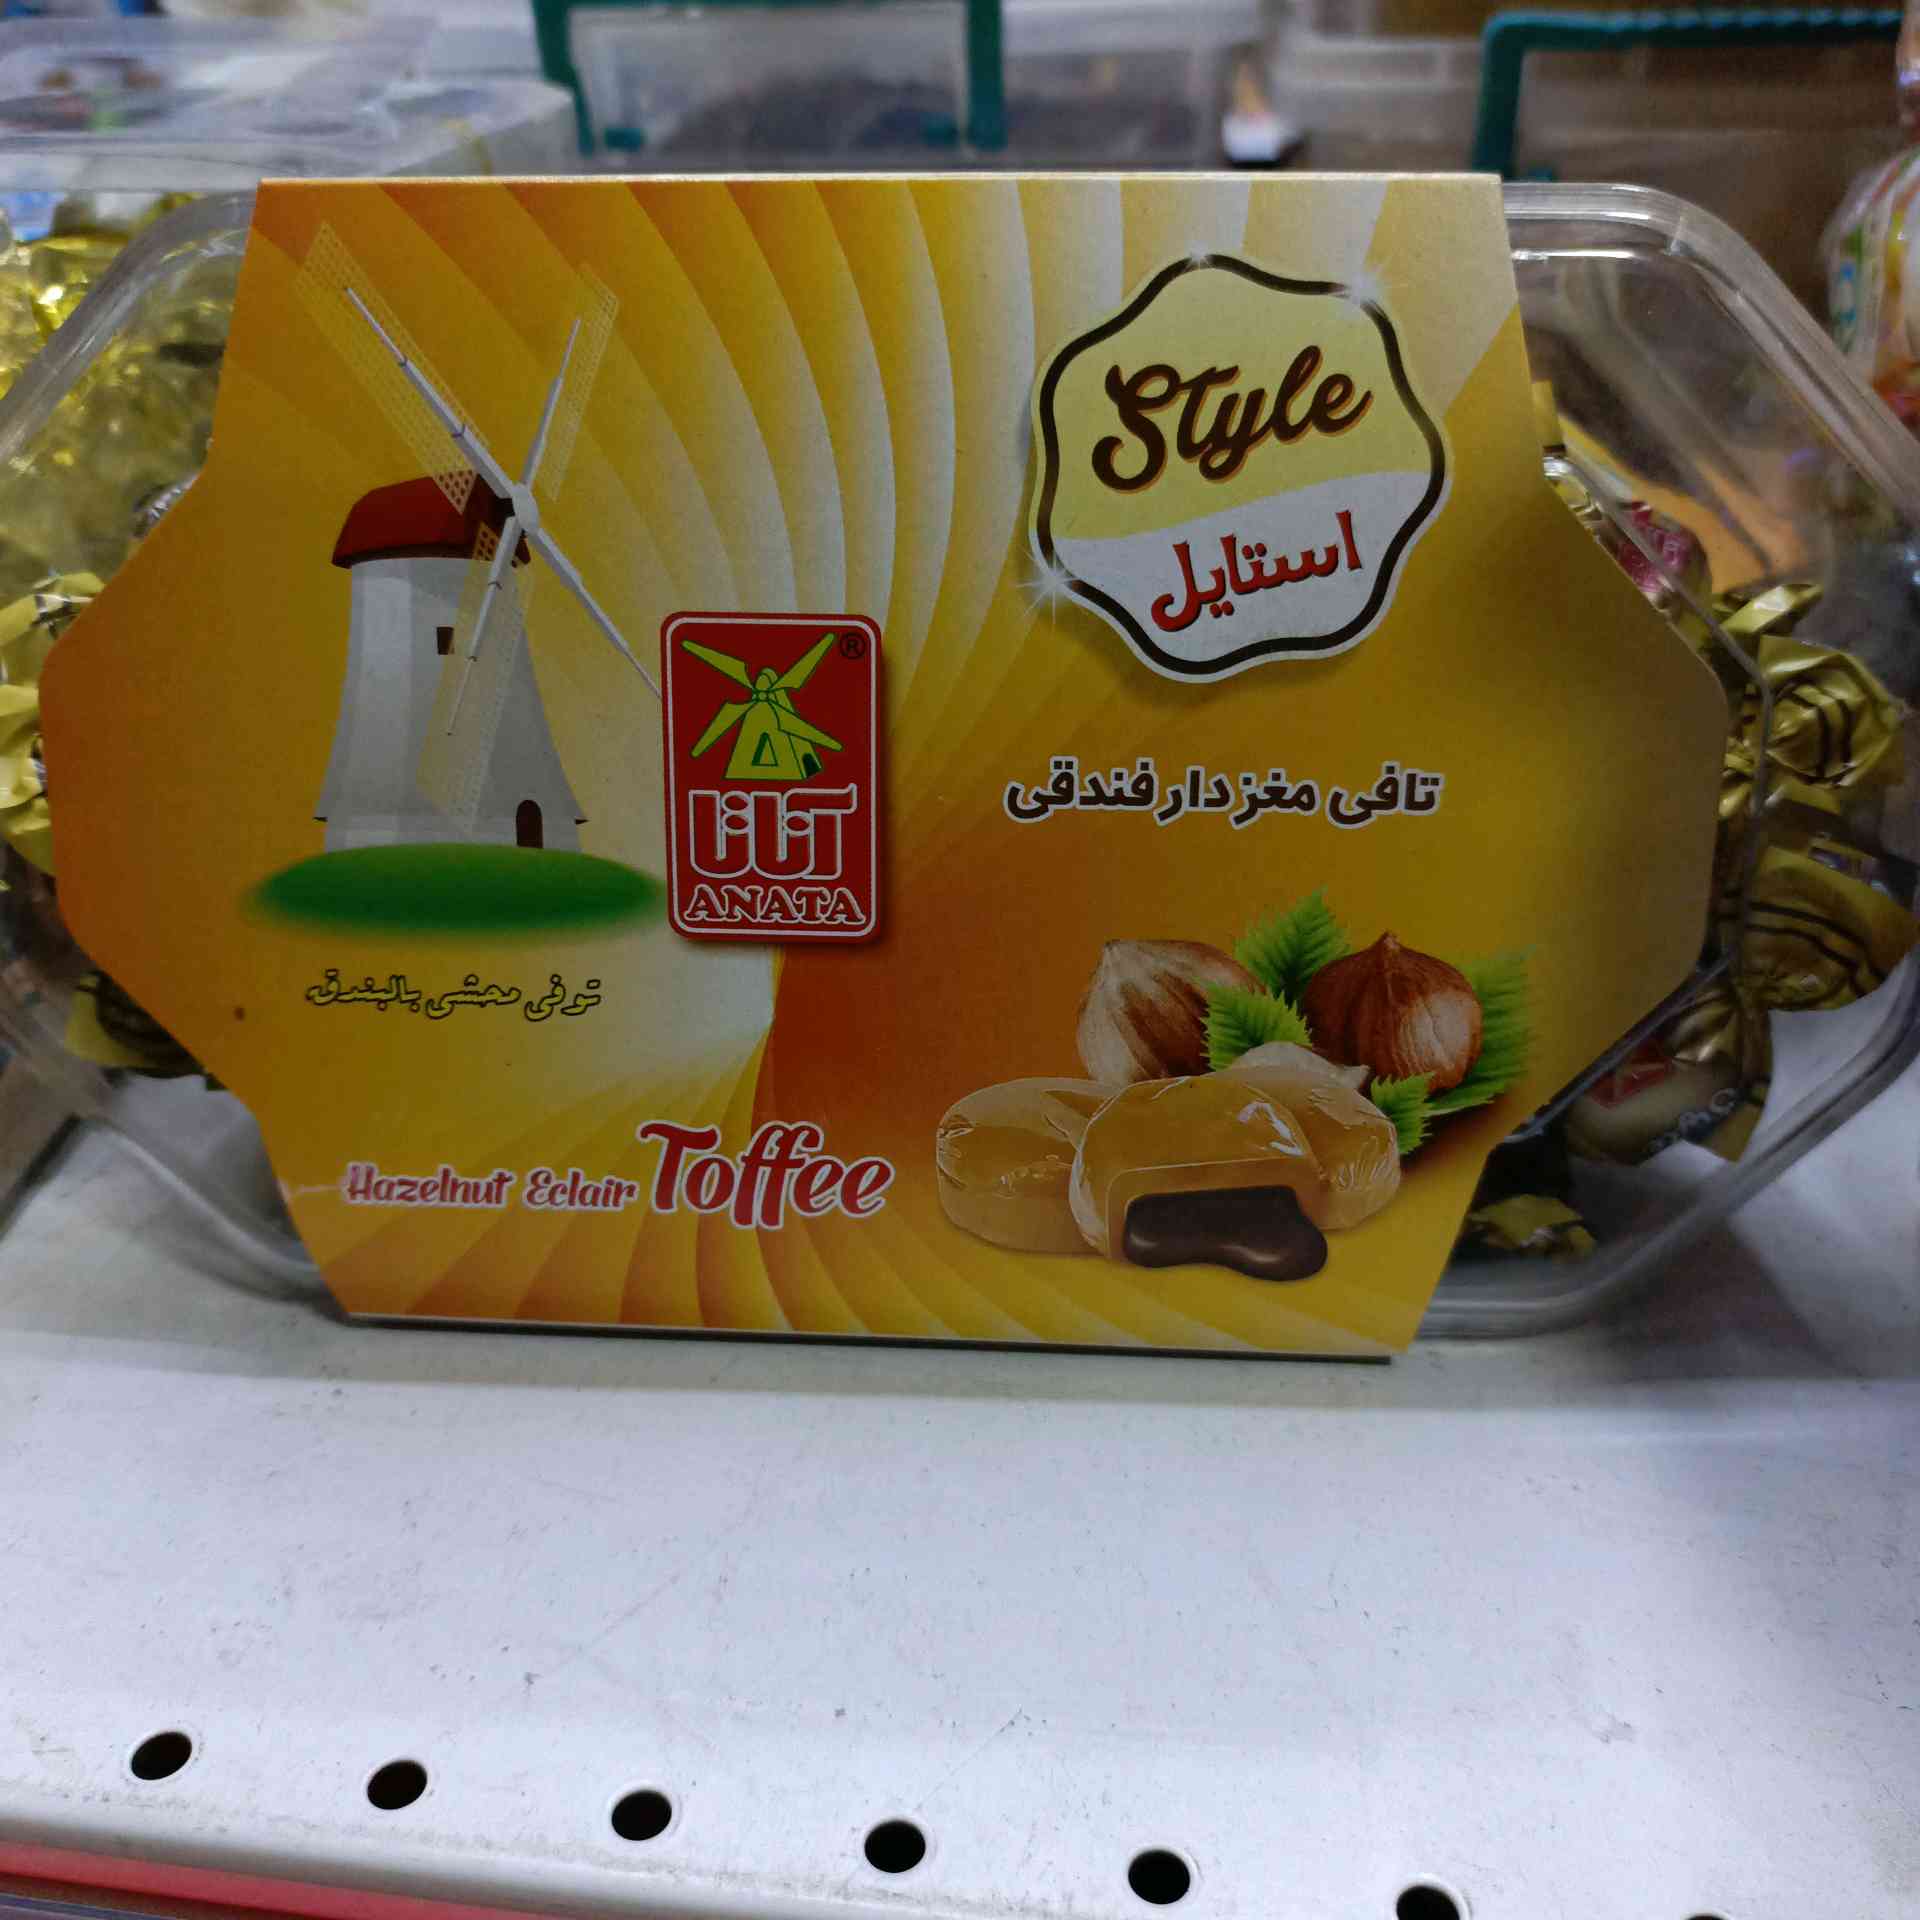 Style
استایل
®
آناتا
ANATA
تافی مغزدار فندقی
توفی محشی بالبندق
Hazelnut Eclair Toffee